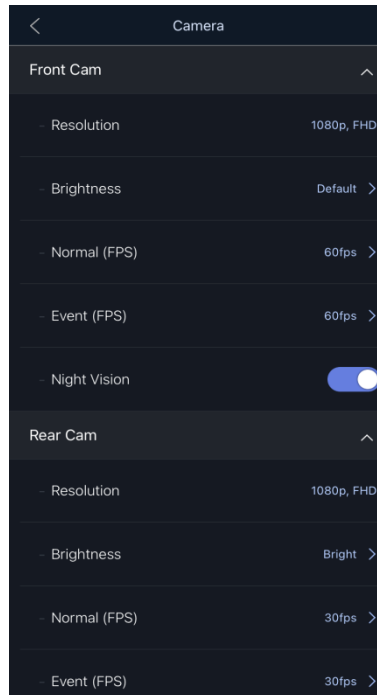 Camera
Front Cam
- Resolution 1080p, FHD
- Brightness Default
- Normal (FPS) 60fps
- Event (FPS) 60fps
- Night Vision
Rear Cam
- Resolution 1080p, FHD
- Brightness Bright
- Normal (FPS) 30fps
- Event (FPS) 30fps